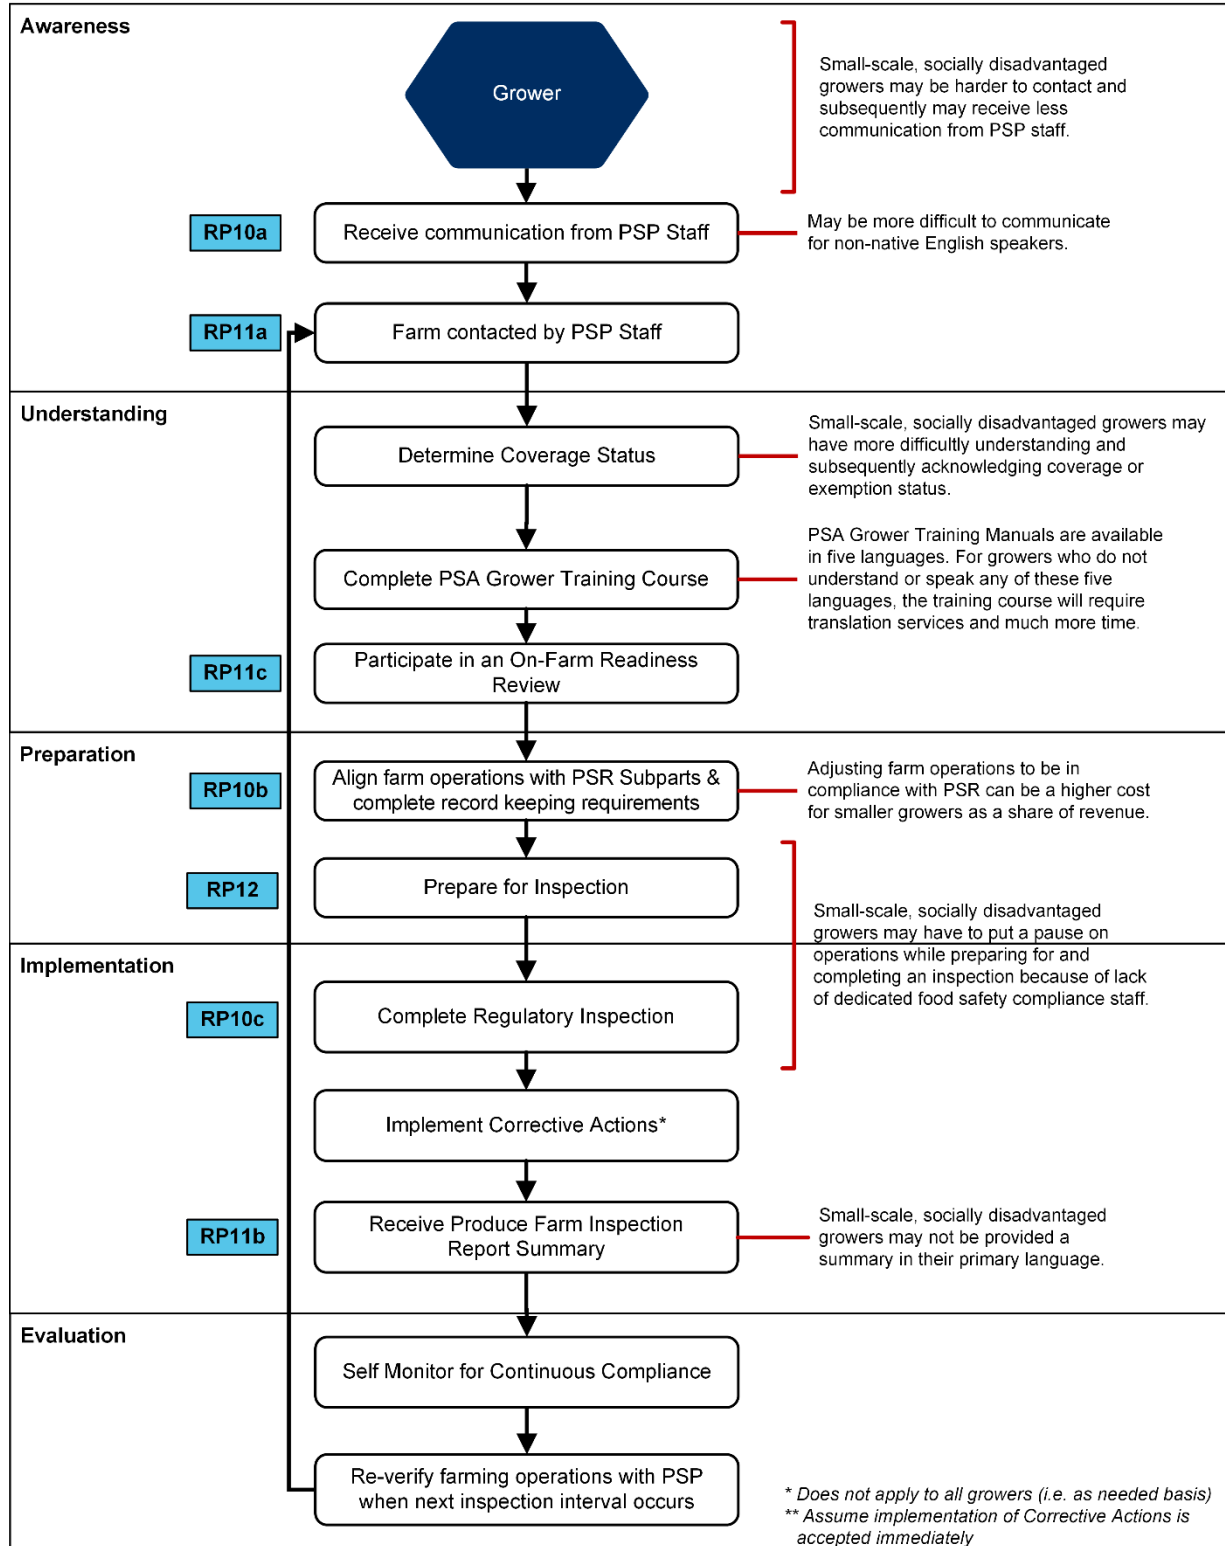 Awareness
Grower
Small-scale, socially disadvantaged
growers may be harder to contact and
subsequently may receive less
communication from PSP staff.
RP10a
Receive communication from PSP Staff
May be more difficult to communicate
for non-native English speakers.
RP11a
Farm contacted by PSP Staff
Understanding
Determine Coverage Status
Small-scale, socially disadvantaged growers may
have more difficultly understanding and
subsequently acknowledging coverage or
exemption status.
Complete PSA Grower Training Course
PSA Grower Training Manuals are available
in five languages. For growers who do not
understand or speak any of these five
languages, the training course will require
translation services and much more time.
RP11c
Participate in an On-Farm Readiness
Review
Preparation
RP10b
Align farm operations with PSR Subparts &
complete record keeping requirements
Adjusting farm operations to be in
compliance with PSR can be a higher cost
for smaller growers as a share of revenue.
RP12
Prepare for Inspection
Small-scale, socially disadvantaged
growers may have to put a pause on
operations while preparing for and
completing an inspection because of lack
of dedicated food safety compliance staff.
Implementation
RP10c
Complete Regulatory Inspection
Implement Corrective Actions*
RP11b
Receive Produce Farm Inspection
Report Summary
Small-scale, socially disadvantaged
growers may not be provided a
summary in their primary language.
Evaluation
Self Monitor for Continuous Compliance
Re-verify farming operations with PSP
when next inspection interval occurs
* Does not apply to all growers (i.e. as needed basis)
** Assume implementation of Corrective Actions is
accepted immediately